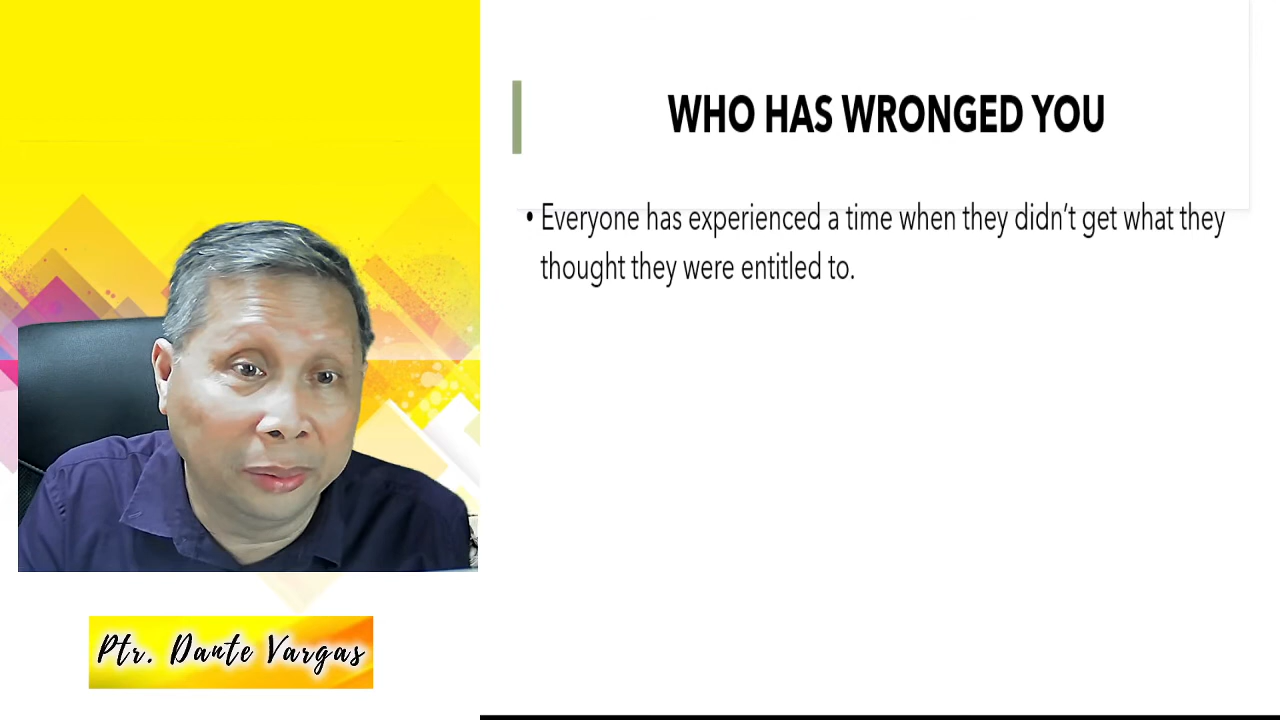 WHO HAS WRONGED YOU
• Everyone has experienced a time when they didn’t get what they
thought they were entitled to.
Ptr. Dante Vargas